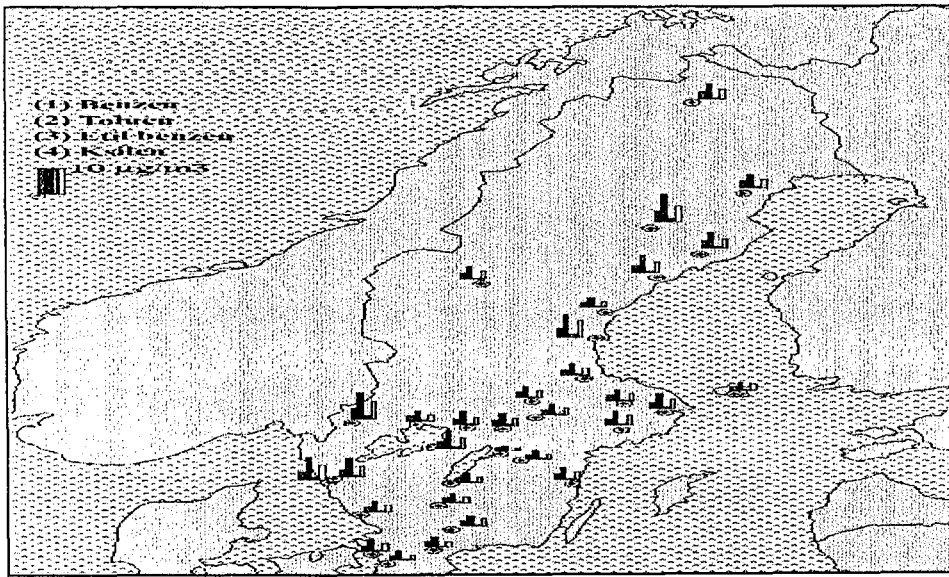 (1) Benzen
(2) Toluen
(3) Etil-benzen
(4) Ksilen
10 µg/m3